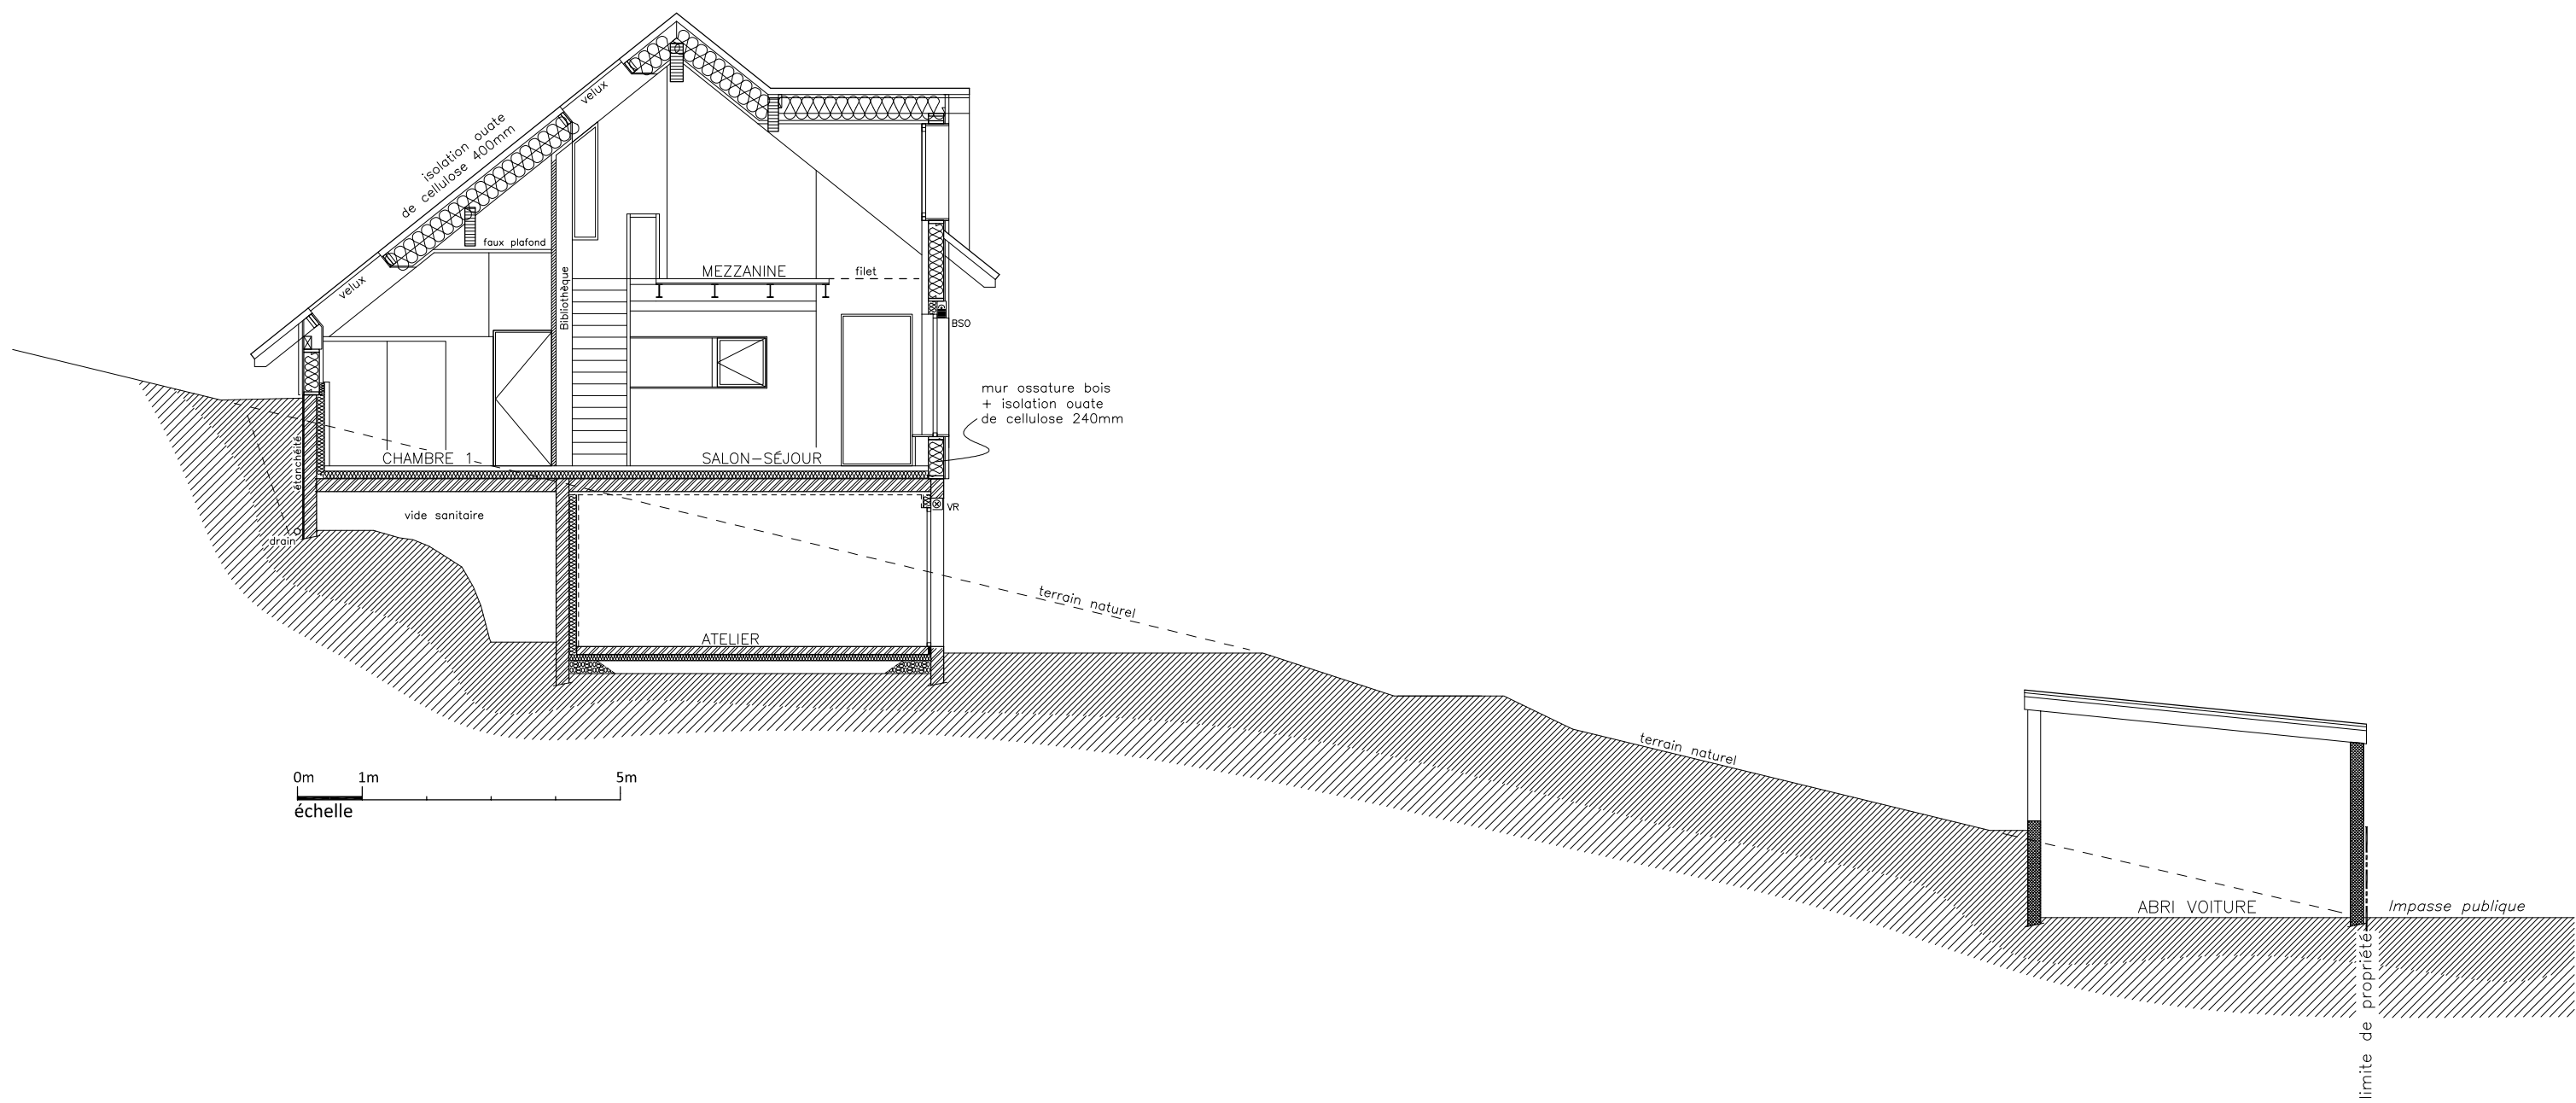 isolation ouate
de cellulose 400mm
velux
velux
faux plafond
Bibliothèque
MEZZANINE
filet
BSO
mur ossature bois
+ isolation ouate
de cellulose 240mm
CHAMBRE 1
SALON-SÉJOUR
étanchéité
vide sanitaire
VR
drain
terrain naturel
ATELIER
terrain naturel
0m 1m 5m
échelle
ABRI VOITURE
Impasse publique
limite de propriété